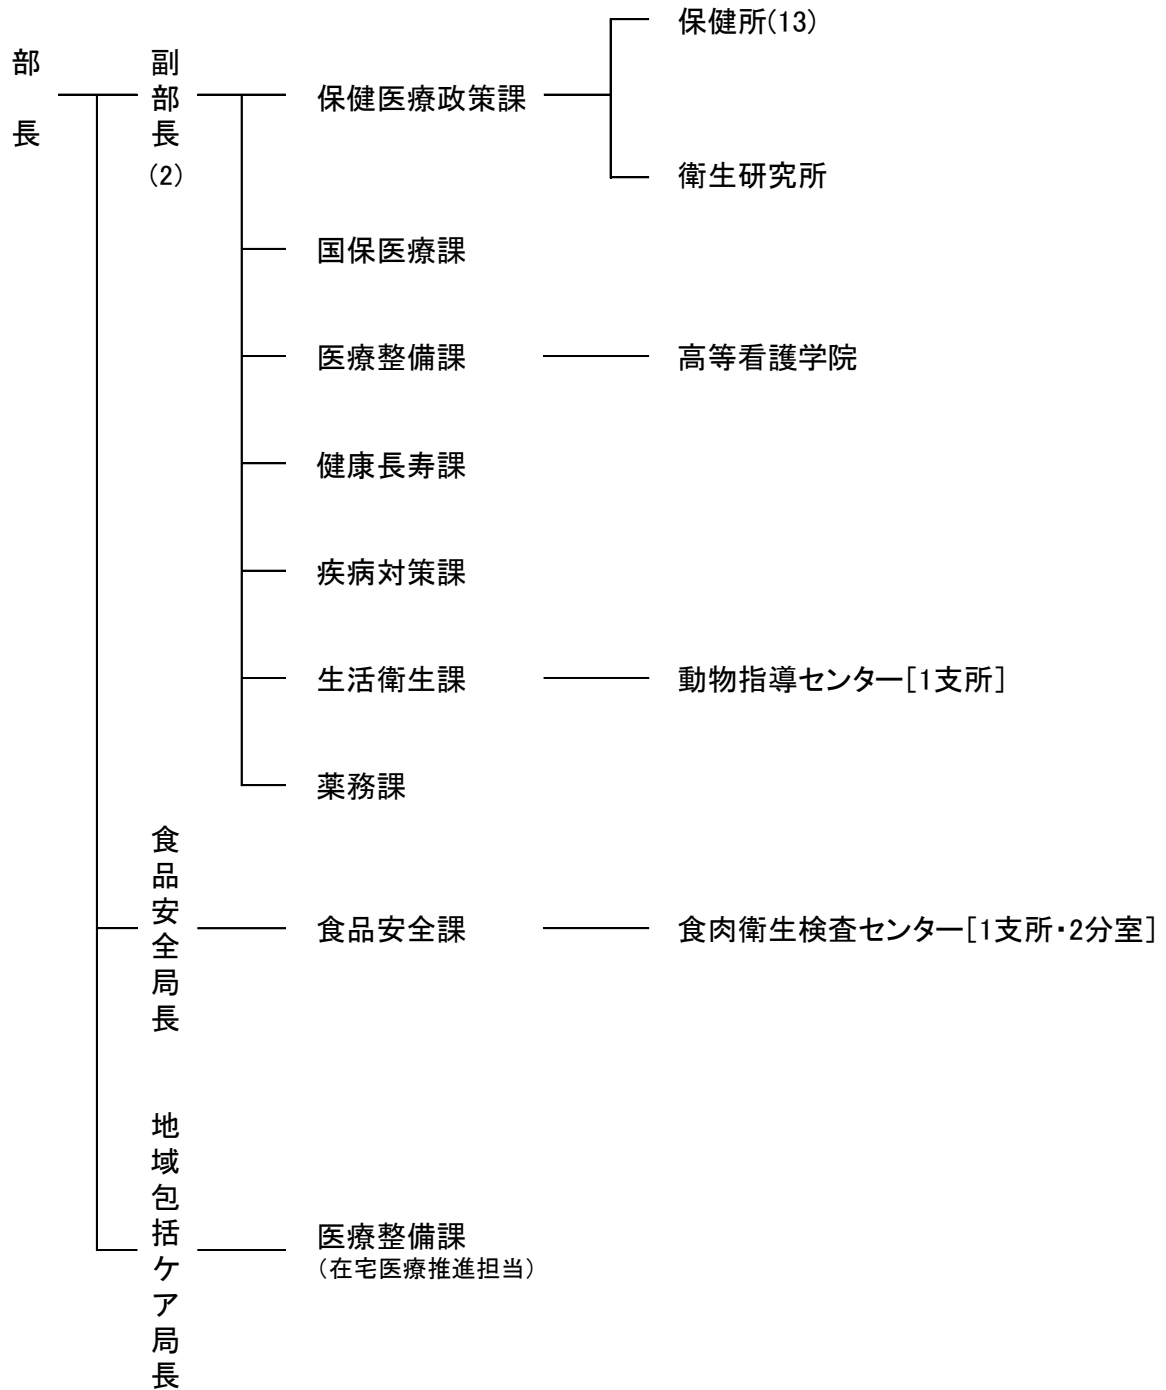 部長
副部長
(2)
保健医療政策課
保健所(13)
衛生研究所
国保医療課
医療整備課
高等看護学院
健康長寿課
疾病対策課
生活衛生課
動物指導センター[1支所]
薬務課
食品安全局長
食品安全課
食肉衛生検査センター[1支所・2分室]
地域包括ケア局長
医療整備課
(在宅医療推進担当)